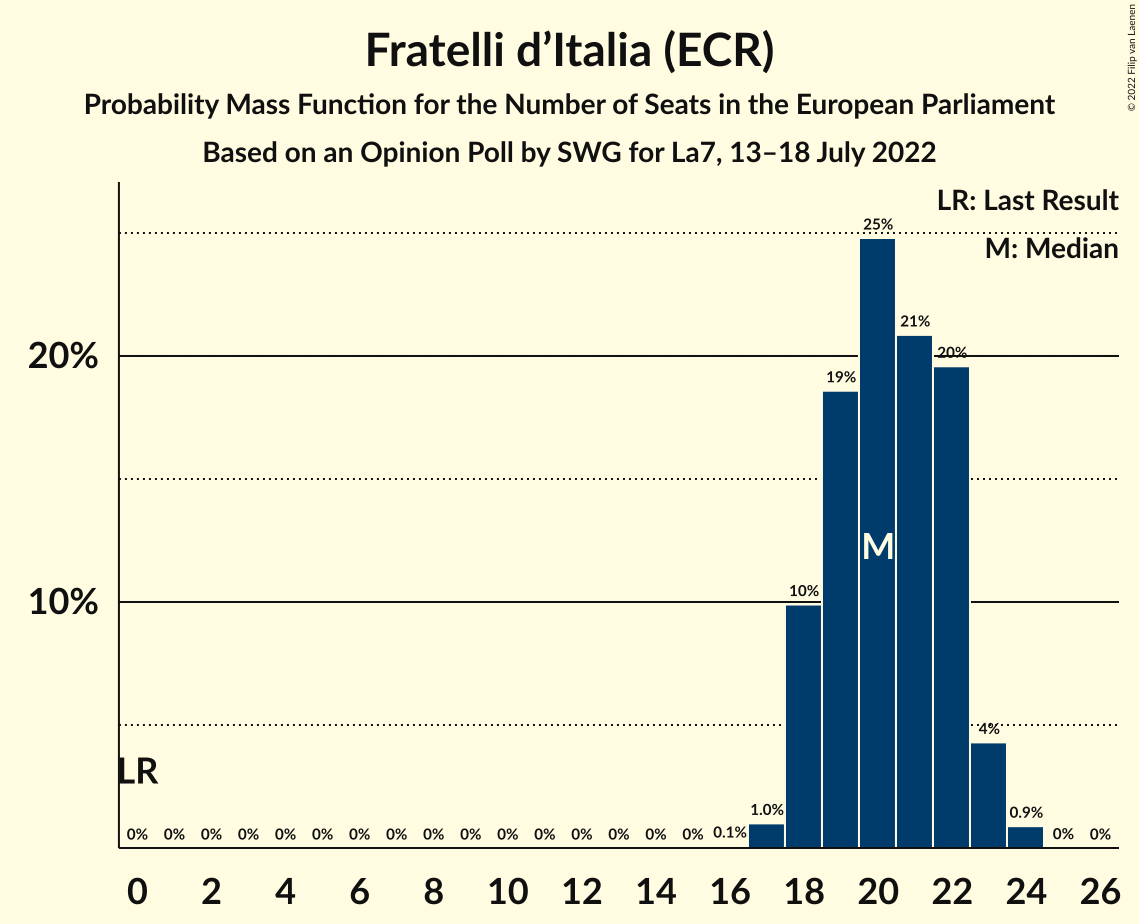 Fratelli d’Italia (ECR)
Probability Mass Function for the Number of Seats in the European Parliament
Based on an Opinion Poll by SWG for La7, 13–18 July 2022
© 2022 Filip van Laenen
LR: Last Result
M: Median
20%
10%
25%
21%
20%
19%
M
10%
4%
LR
0% 0% 0% 0% 0% 0% 0% 0% 0% 0% 0% 0% 0% 0% 0% 0% 0.1% 1.0% 0.9% 0% 0%
0 2 4 6 8 10 12 14 16 18 20 22 24 26